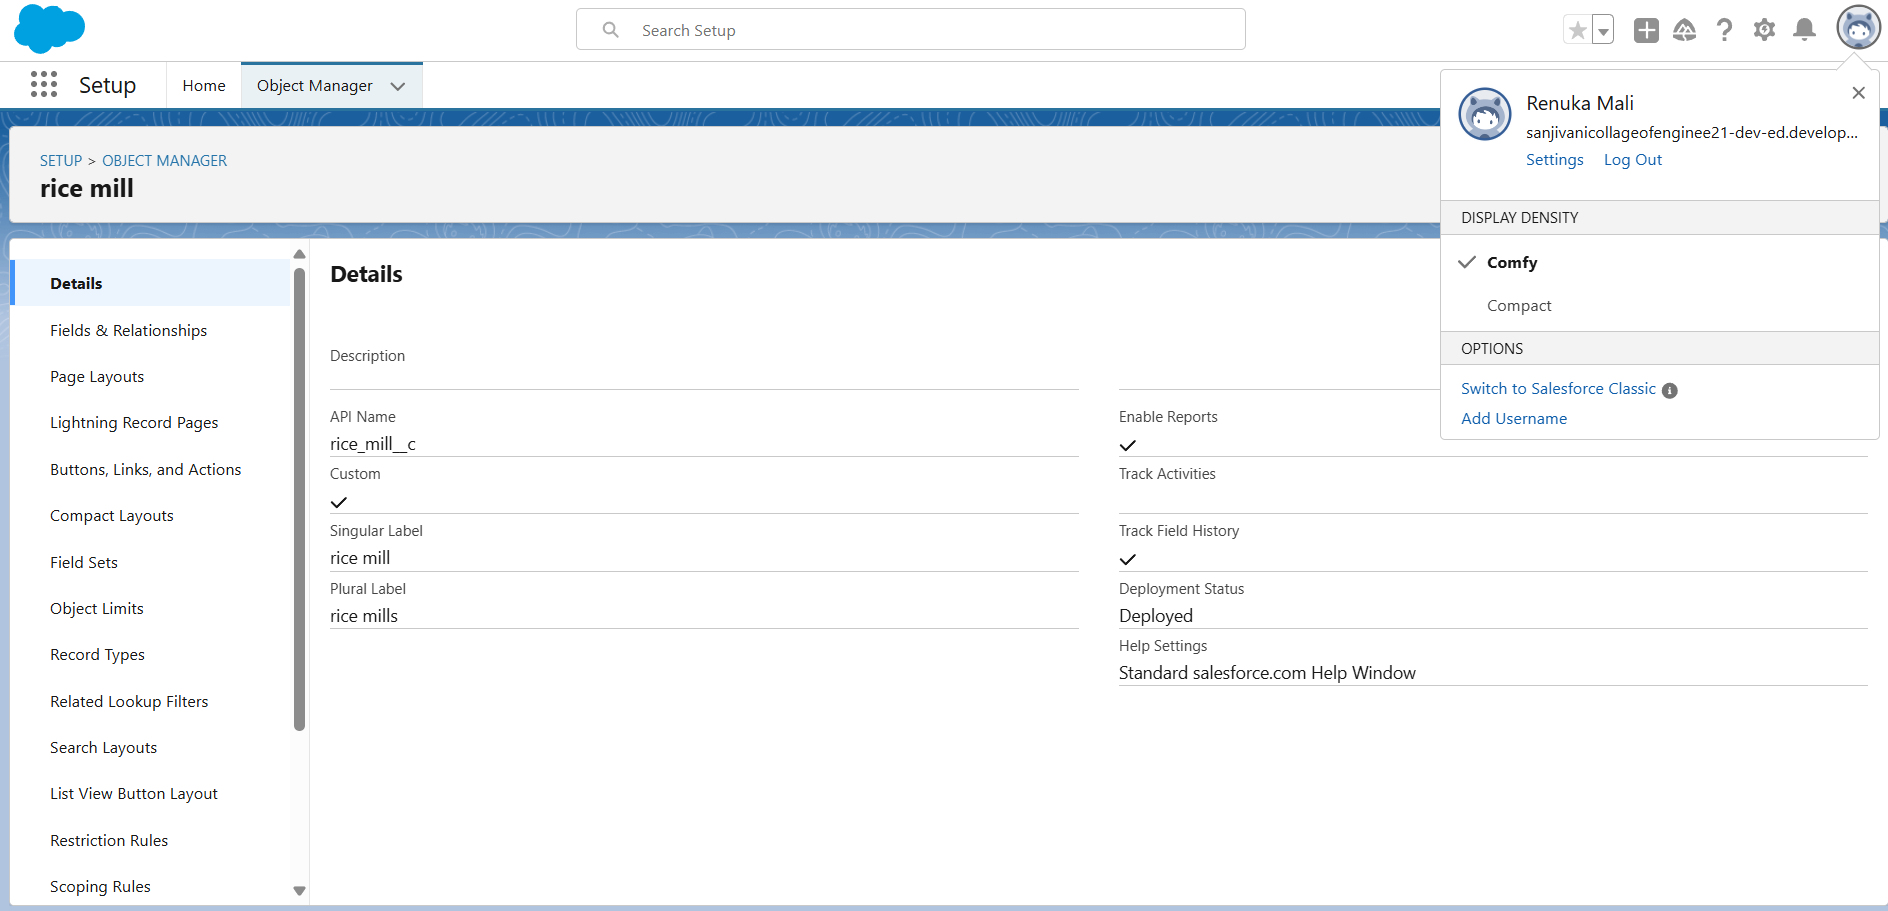 Search Setup
Setup
Home
Object Manager
SETUP > OBJECT MANAGER
rice mill
Renuka Mali
sanjivanicollageofenginee21-dev-ed.develop...
Settings Log Out
DISPLAY DENSITY
Comfy
Compact
OPTIONS
Switch to Salesforce Classic
Add Username
Details
Fields & Relationships
Page Layouts
Lightning Record Pages
Buttons, Links, and Actions
Compact Layouts
Field Sets
Object Limits
Record Types
Related Lookup Filters
Search Layouts
List View Button Layout
Restriction Rules
Scoping Rules
Details
Description
API Name
rice_mill__c
Custom
Singular Label
rice mill
Plural Label
rice mills
Enable Reports
Track Activities
Track Field History
Deployment Status
Deployed
Help Settings
Standard salesforce.com Help Window